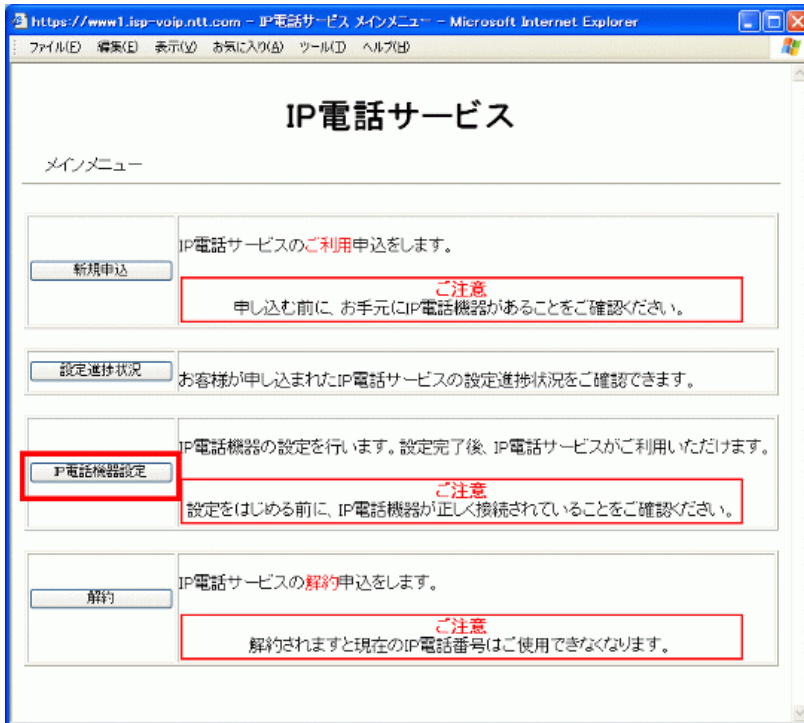 https://www1.isp-voip.ntt.com - IP電話サービス メインメニュー - Microsoft Internet Explorer
ファイル(F) 編集(E) 表示(V) お気に入り(A) ツール(T) ヘルプ(H)
IP電話サービス
メインメニュー
IP電話サービスのご利用申込をします。
新規申込
ご注意
申し込む前に、お手元にIP電話機器があることをご確認ください。
設定進捗状況
お客様が申し込まれたIP電話サービスの設定進捗状況をご確認できます。
IP電話機器の設定を行います。設定完了後、IP電話サービスがご利用いただけます。
IP電話機器設定
ご注意
設定をはじめる前に、IP電話機器が正しく接続されていることをご確認ください。
IP電話サービスの解約申込をします。
解約
ご注意
解約されますと現在のIP電話番号はご使用できなくなります。